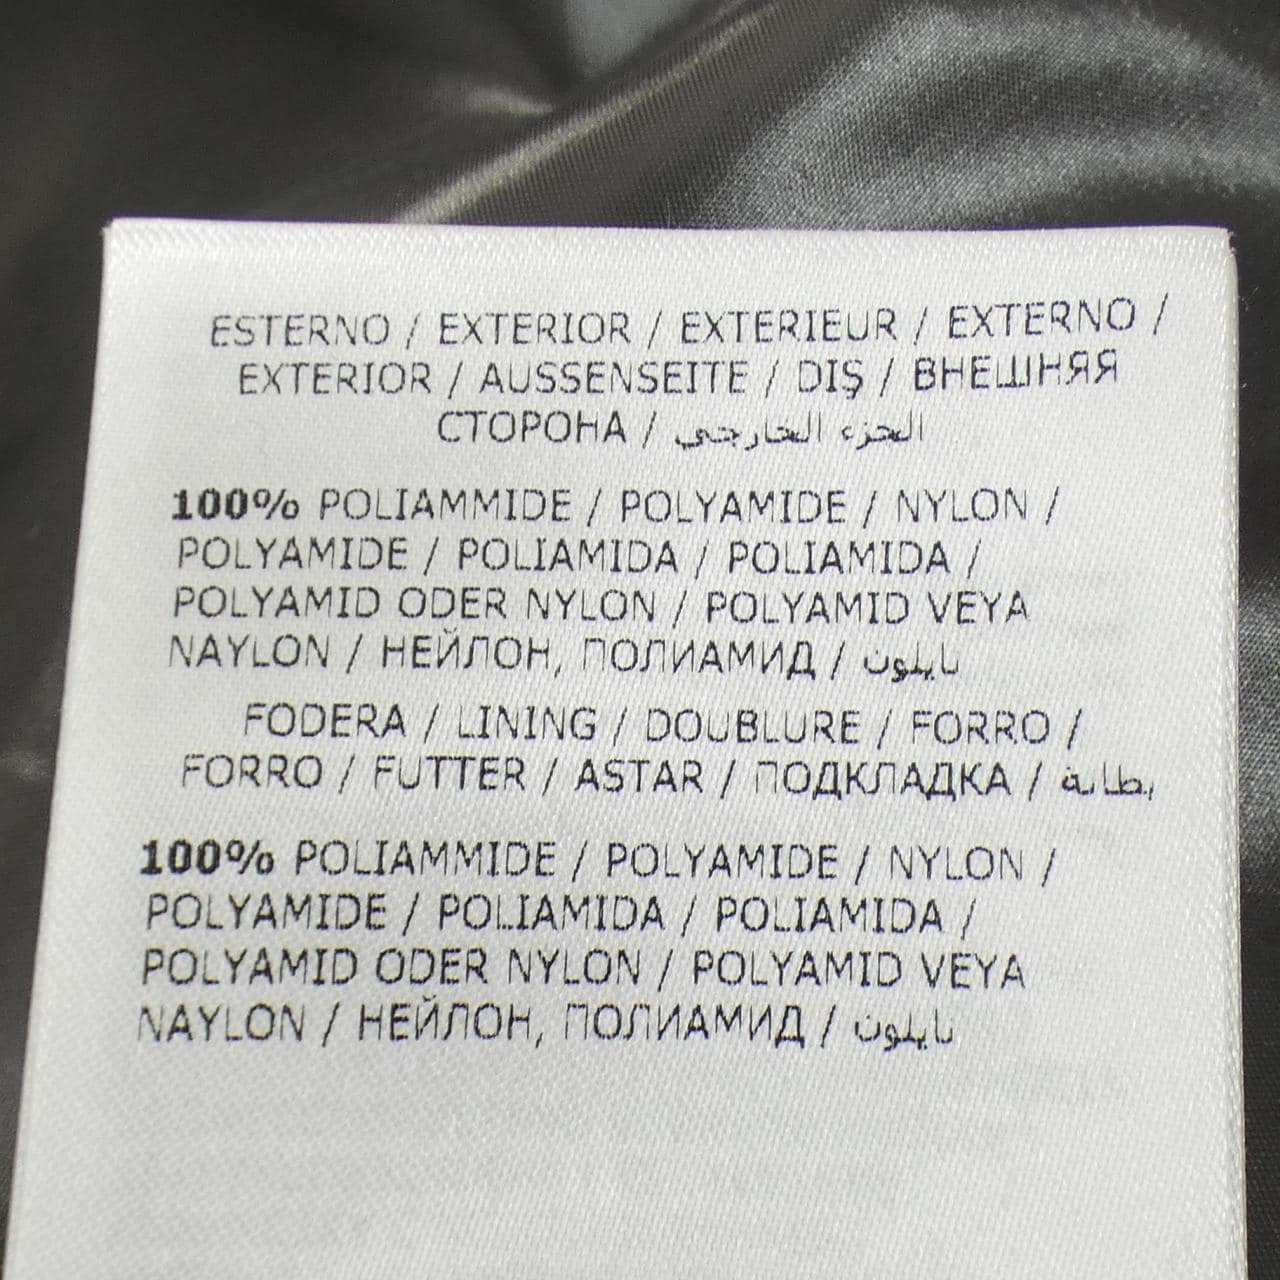 ESTERNO / EXTERIOR / EXTERIEUR / EXTERNO /
EXTERIOR / AUSSENSEITE / DIŞ / ВНЕШНЯЯ
СТОРОНА / الجزء الخارجي
100% POLIAMMIDE / POLYAMIDE / NYLON /
POLYAMIDE / POLIAMIDA / POLIAMIDA /
POLYAMID ODER NYLON / POLYAMID VEYA
NAYLON / НЕЙЛОН, ПОЛИАМИД / نايلون
FODERA / LINING / DOUBLURE / FORRO /
FORRO / FUTTER / ASTAR / ПОДКЛАДКА / بطانة
100% POLIAMMIDE / POLYAMIDE / NYLON /
POLYAMIDE / POLIAMIDA / POLIAMIDA /
POLYAMID ODER NYLON / POLYAMID VEYA
NAYLON / НЕЙЛОН, ПОЛИАМИД / نايلون